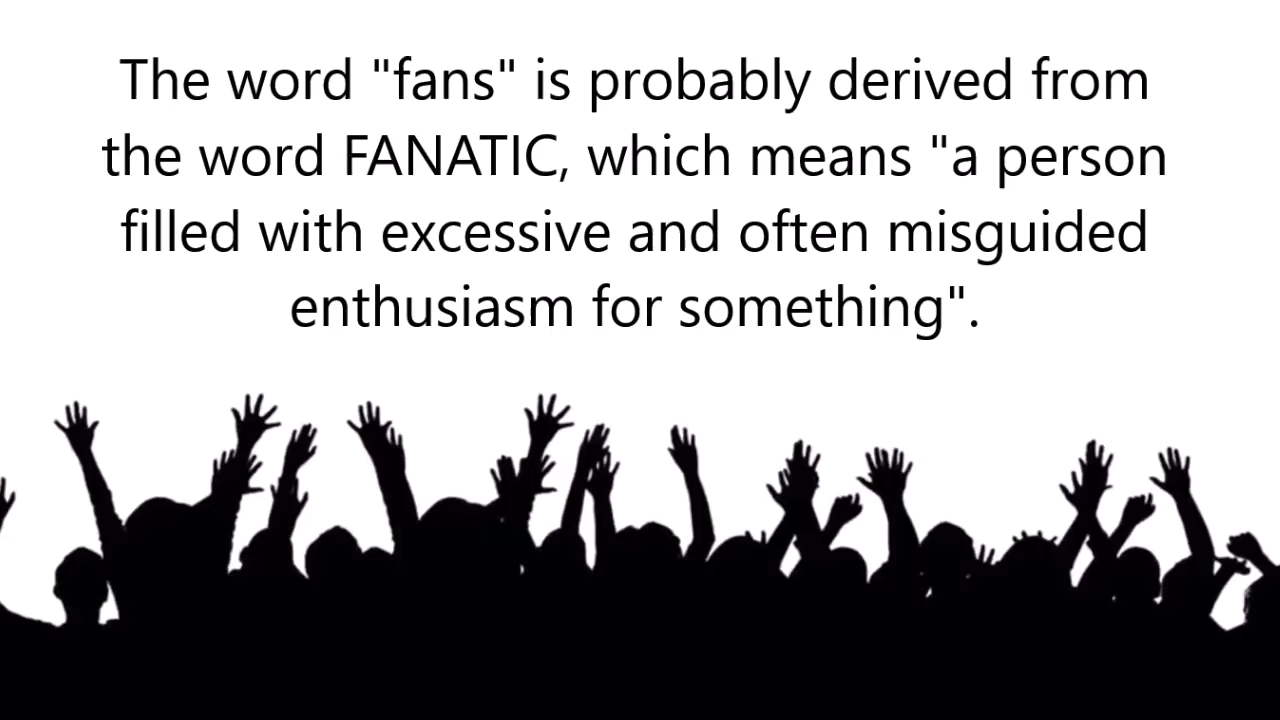 The word "fans" is probably derived from
the word FANATIC, which means "a person
filled with excessive and often misguided
enthusiasm for something".